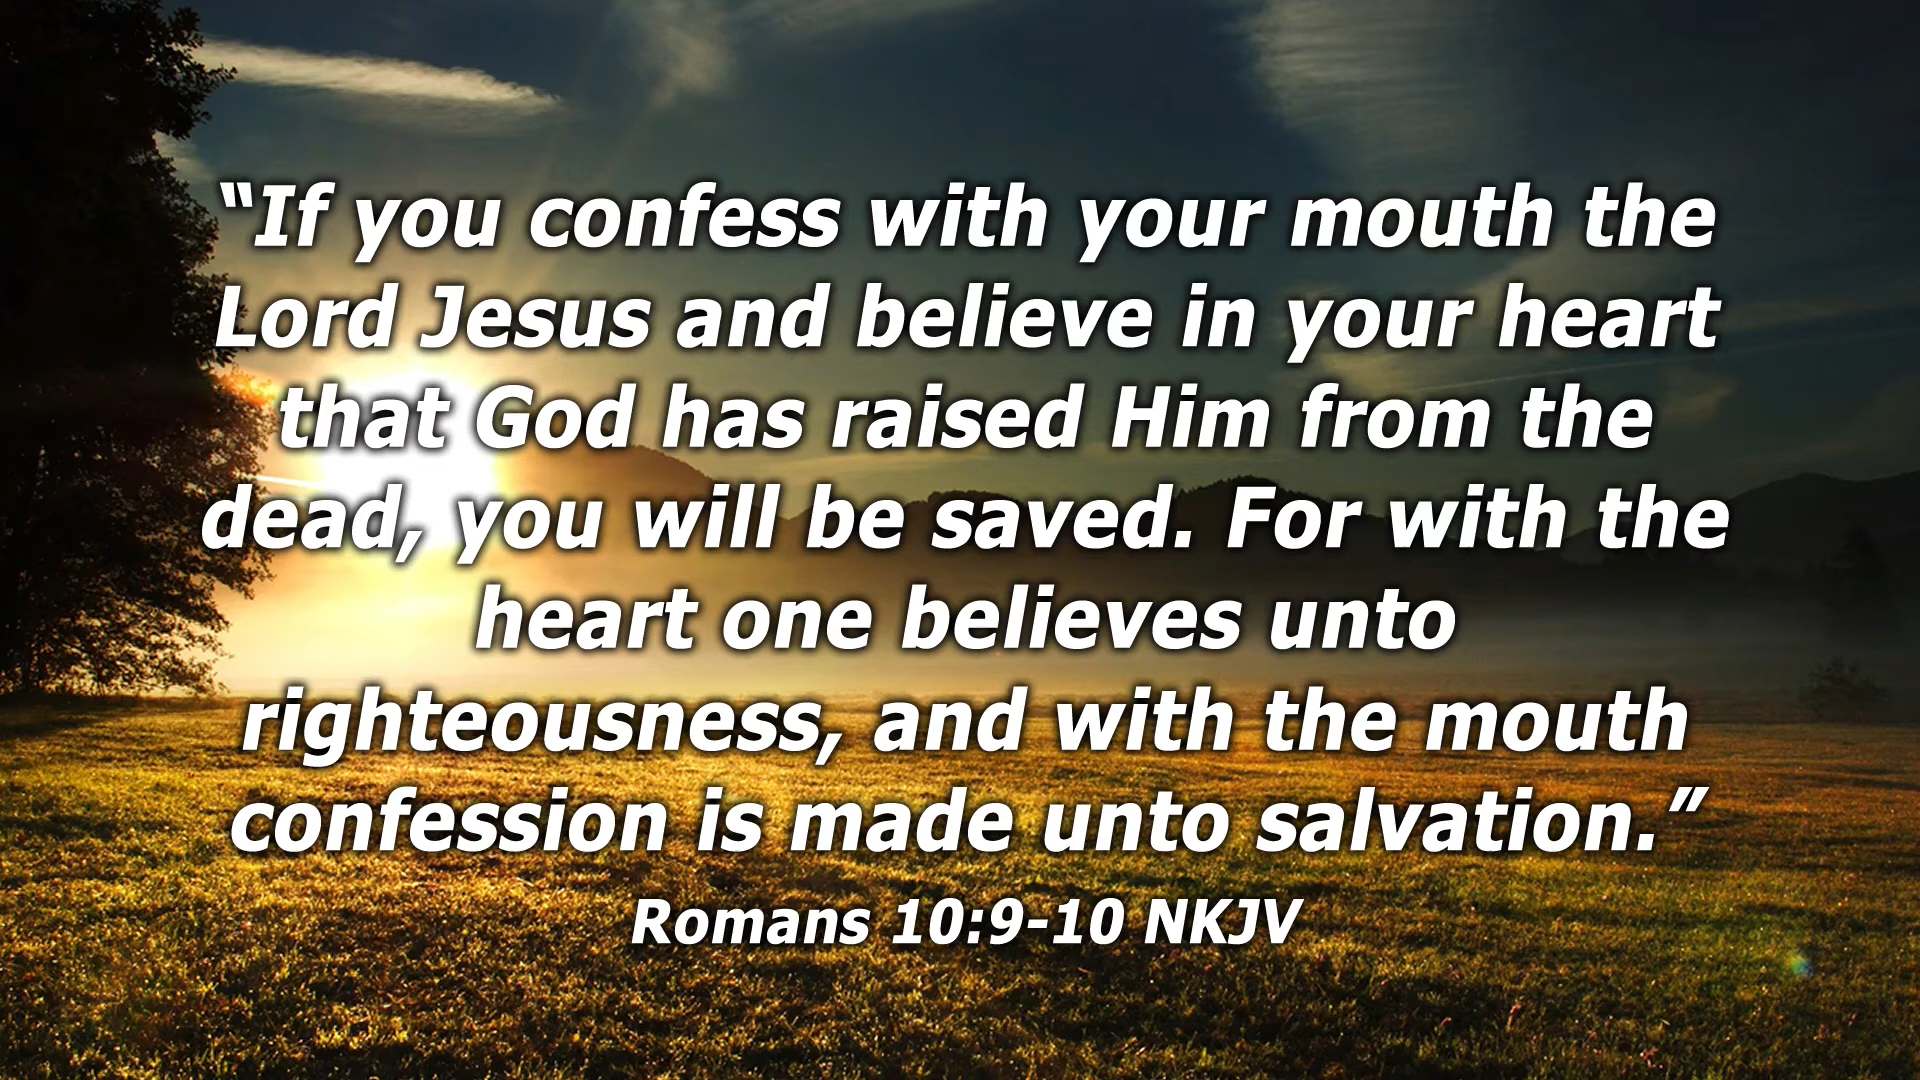 “If you confess with your mouth the
Lord Jesus and believe in your heart
that God has raised Him from the
dead, you will be saved. For with the
heart one believes unto
righteousness, and with the mouth
confession is made unto salvation.”
Romans 10:9-10 NKJV